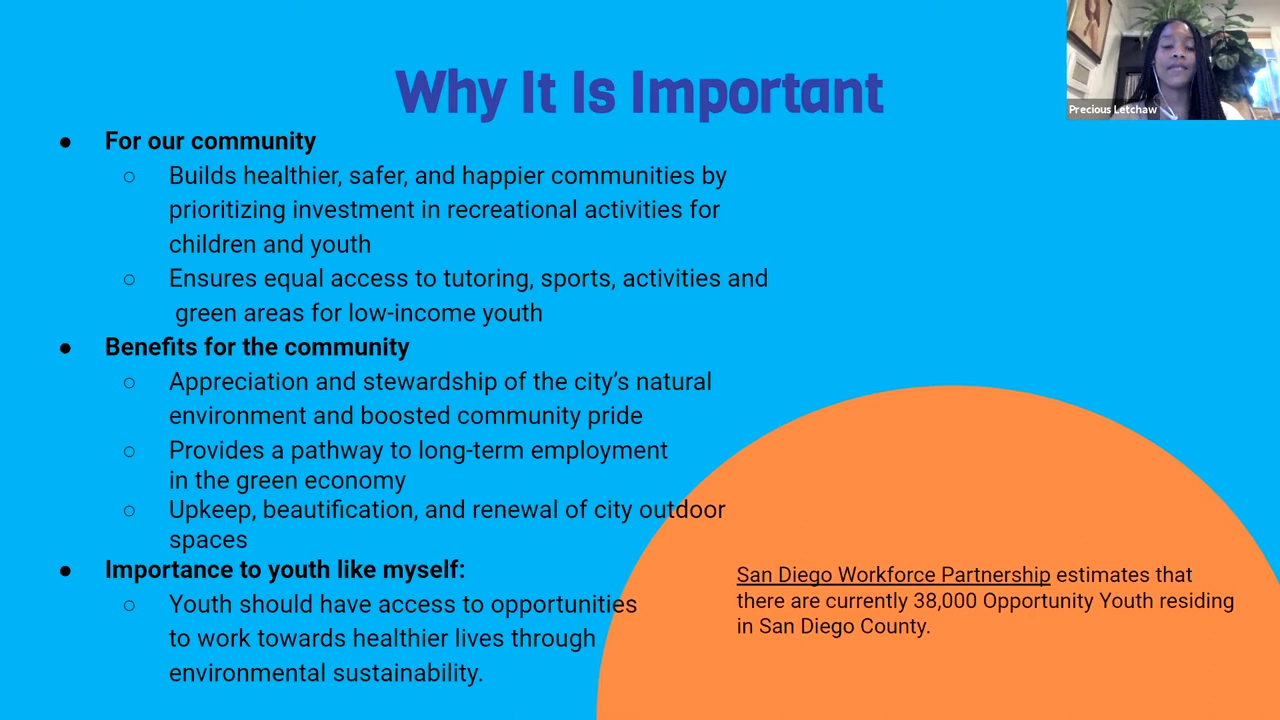 Why It Is Important
Precious Letchaw
● For our community
○ Builds healthier, safer, and happier communities by
prioritizing investment in recreational activities for
children and youth
○ Ensures equal access to tutoring, sports, activities and
green areas for low-income youth
● Benefits for the community
○ Appreciation and stewardship of the city’s natural
environment and boosted community pride
○ Provides a pathway to long-term employment
in the green economy
○ Upkeep, beautification, and renewal of city outdoor
spaces
● Importance to youth like myself:
○ Youth should have access to opportunities
to work towards healthier lives through
environmental sustainability.
San Diego Workforce Partnership estimates that
there are currently 38,000 Opportunity Youth residing
in San Diego County.